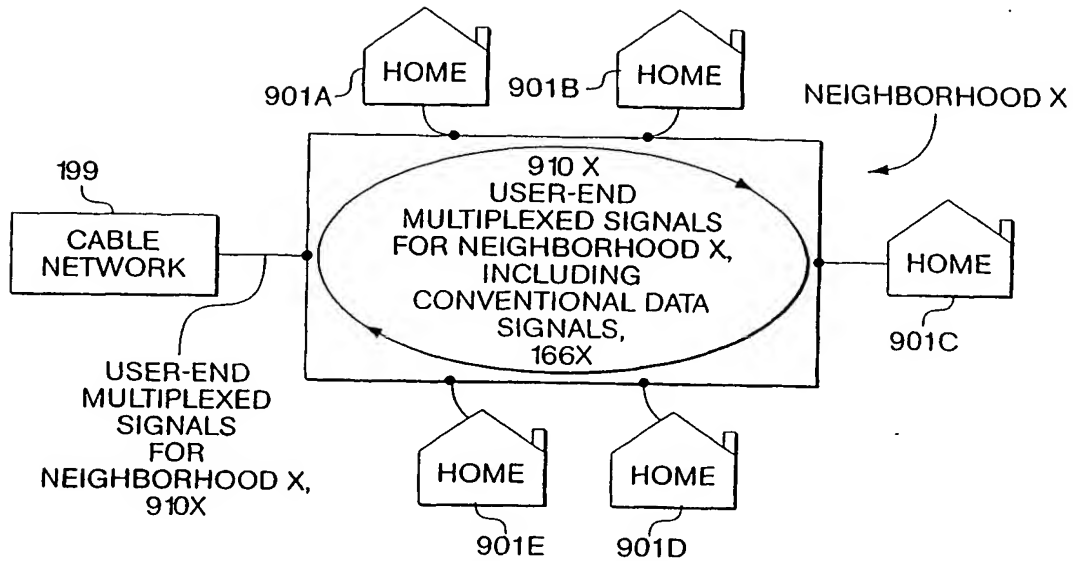 HOME
901A
HOME
901B
NEIGHBORHOOD X
199
CABLE
NETWORK
910 X
USER-END
MULTIPLEXED SIGNALS
FOR NEIGHBORHOOD X,
INCLUDING
CONVENTIONAL DATA
SIGNALS,
166X
HOME
901C
USER-END
MULTIPLEXED
SIGNALS
FOR
NEIGHBORHOOD X,
910X
HOME
901E
HOME
901D